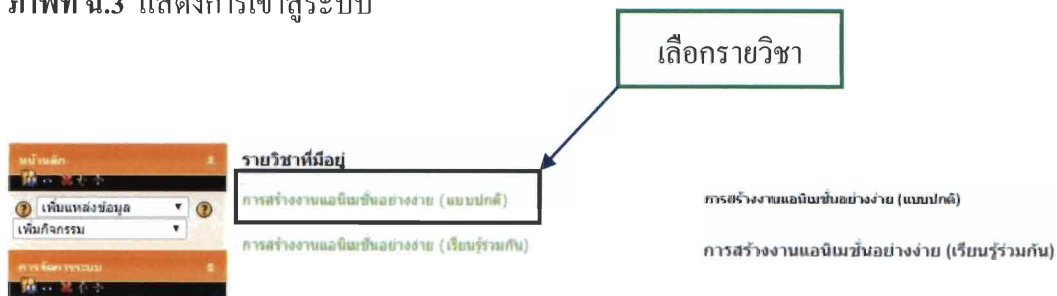 ภาพที่ ฉ.3 แสดงการเข้าสู่ระบบ
เลือกรายวิชา
หน้าหลัก
รายวิชาที่มีอยู่
การสร้างงานแอนิเมชั่นอย่างง่าย (แบบปกติ)
การสร้างงานแอนิเมชั่นอย่างง่าย (แบบปกติ)
เพิ่มแหล่งข้อมูล
เพิ่มกิจกรรม
การสร้างงานแอนิเมชั่นอย่างง่าย (เรียนรู้ร่วมกัน)
การสร้างงานแอนิเมชั่นอย่างง่าย (เรียนรู้ร่วมกัน)
การจัดการระบบ